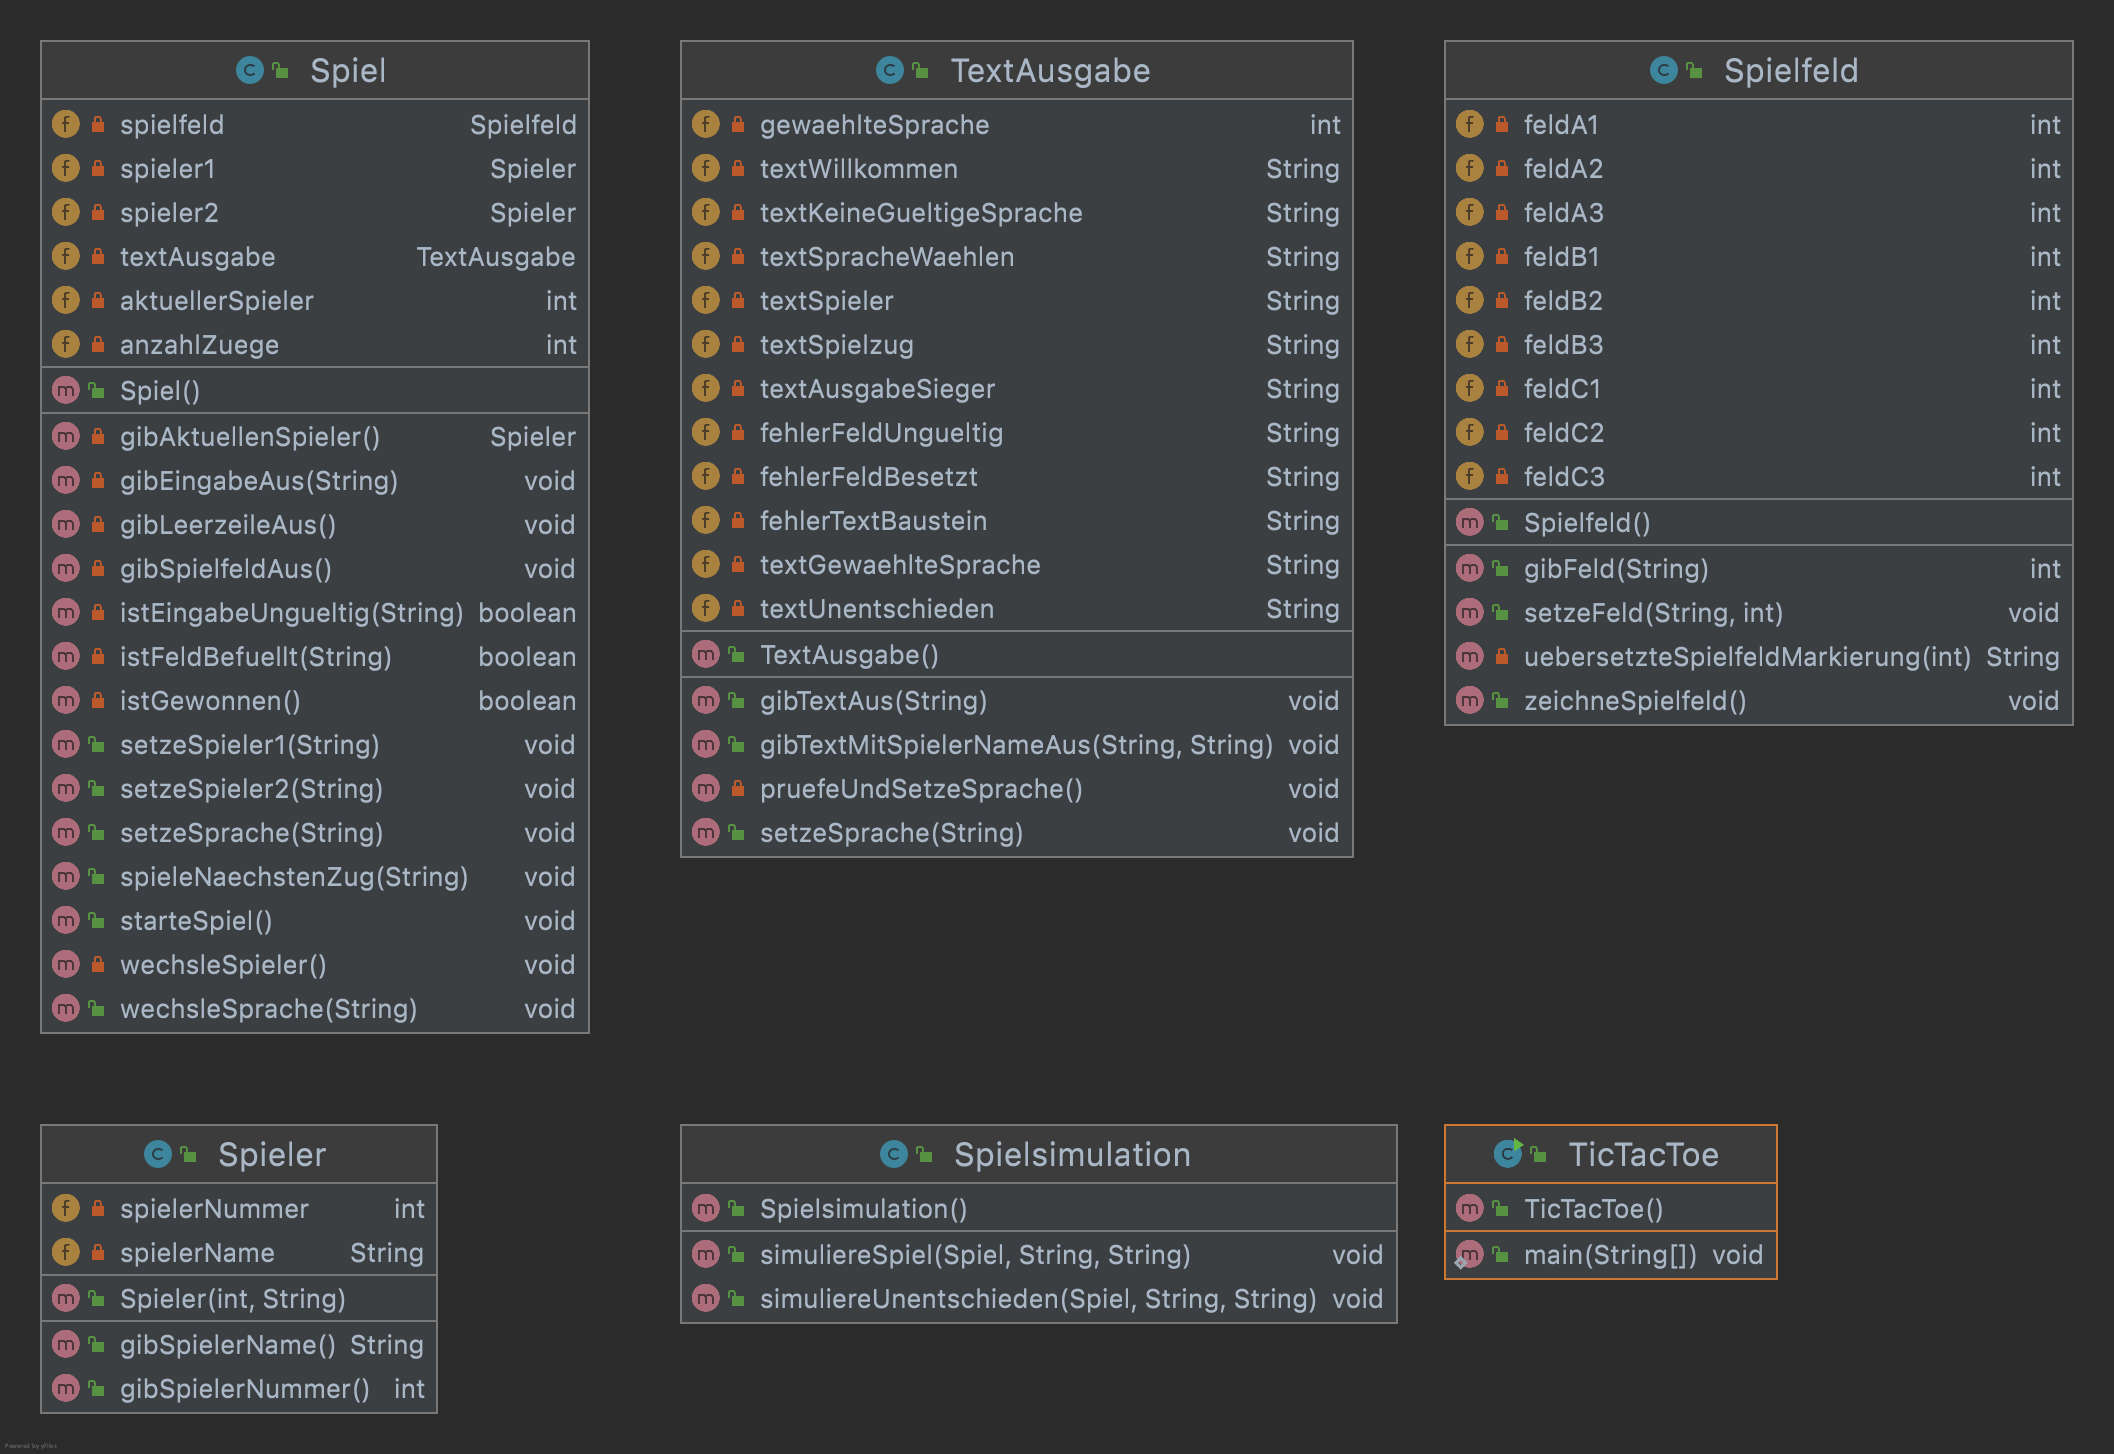 Spiel
spielfeld Spielfeld
spieler1 Spieler
spieler2 Spieler
textAusgabe TextAusgabe
aktuellerSpieler int
anzahlZuege int
Spiel()
gibAktuellenSpieler() Spieler
gibEingabeAus(String) void
gibLeerzeileAus() void
gibSpielfeldAus() void
istEingabeUngueltig(String) boolean
istFeldBefuellt(String) boolean
istGewonnen() boolean
setzeSpieler1(String) void
setzeSpieler2(String) void
setzeSprache(String) void
spieleNaechstenZug(String) void
starteSpiel() void
wechsleSpieler() void
wechsleSprache(String) void
TextAusgabe
gewaehlteSprache int
textWillkommen String
textKeineGueltigeSprache String
textSpracheWaehlen String
textSpieler String
textSpielzug String
textAusgabeSieger String
fehlerFeldUngueltig String
fehlerFeldBesetzt String
fehlerTextBaustein String
textGewaehlteSprache String
textUnentschieden String
TextAusgabe()
gibTextAus(String) void
gibTextMitSpielerNameAus(String, String) void
pruefeUndSetzeSprache() void
setzeSprache(String) void
Spielfeld
feldA1 int
feldA2 int
feldA3 int
feldB1 int
feldB2 int
feldB3 int
feldC1 int
feldC2 int
feldC3 int
Spielfeld()
gibFeld(String) int
setzeFeld(String, int) void
uebersetzteSpielfeldMarkierung(int) String
zeichneSpielfeld() void
Spieler
spielerNummer int
spielerName String
Spieler(int, String)
gibSpielerName() String
gibSpielerNummer() int
Spielsimulation
Spielsimulation()
simuliereSpiel(Spiel, String, String) void
simuliereUnentschieden(Spiel, String, String) void
TicTacToe
TicTacToe()
main(String[]) void
Powered by yFiles